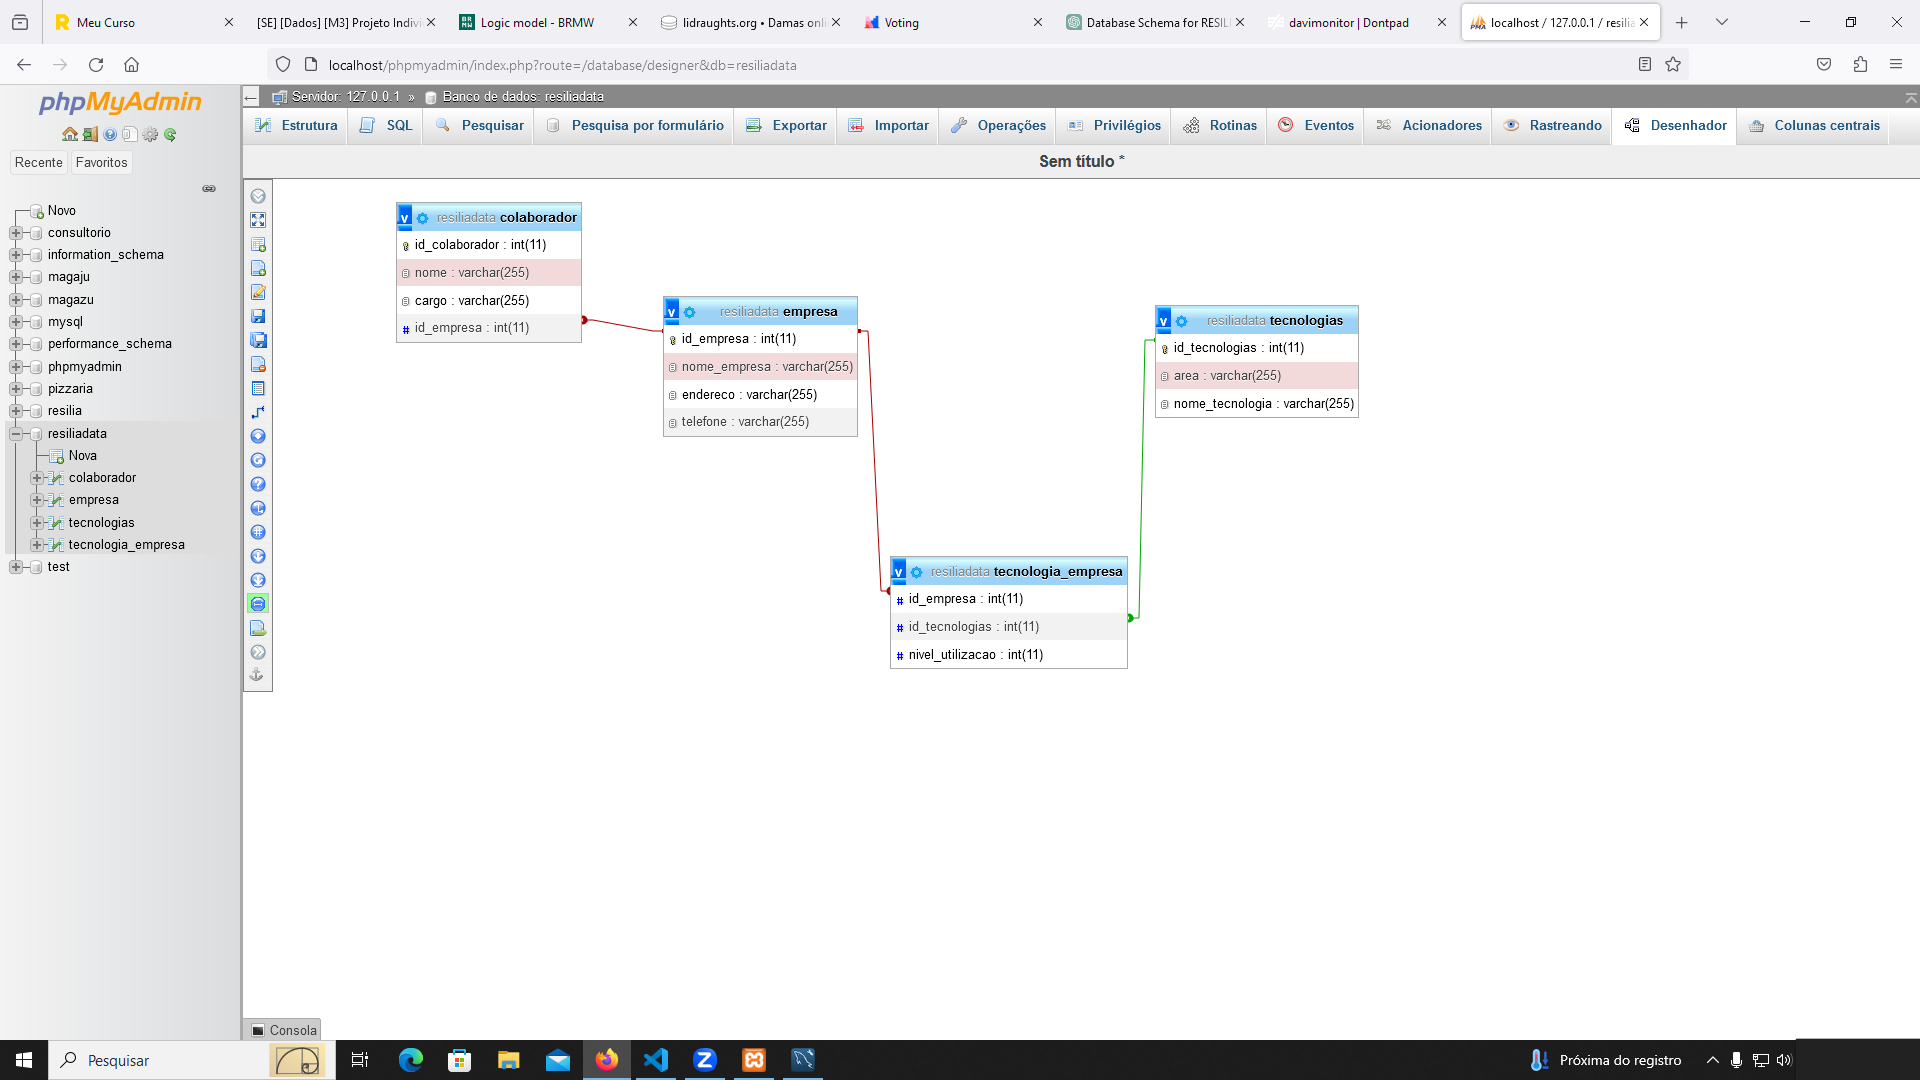 Meu Curso
[SE] [Dados] [M3] Projeto Indivi
Logic model - BRMW
lidraughts.org • Damas onli
Voting
Database Schema for RESIL
davimonitor | Dontpad
localhost / 127.0.0.1 / resilia
localhost/phpmyadmin/index.php?route=/database/designer&db=resiliadata
phpMyAdmin
Recente
Favoritos
Novo
consultorio
information_schema
magaju
magazu
mysql
performance_schema
phpmyadmin
pizzaria
resilia
resiliadata
Nova
colaborador
empresa
tecnologias
tecnologia_empresa
test
Servidor: 127.0.0.1 » Banco de dados: resiliadata
Estrutura
SQL
Pesquisar
Pesquisa por formulário
Exportar
Importar
Operações
Privilégios
Rotinas
Eventos
Acionadores
Rastreando
Desenhador
Colunas centrais
Sem título *
v resiliadata colaborador
id_colaborador : int(11)
nome : varchar(255)
cargo : varchar(255)
# id_empresa : int(11)
v resiliadata empresa
id_empresa : int(11)
nome_empresa : varchar(255)
endereco : varchar(255)
telefone : varchar(255)
v resiliadata tecnologias
id_tecnologias : int(11)
area : varchar(255)
nome_tecnologia : varchar(255)
v resiliadata tecnologia_empresa
# id_empresa : int(11)
# id_tecnologias : int(11)
# nivel_utilizacao : int(11)
Consola
Pesquisar
Próxima do registro